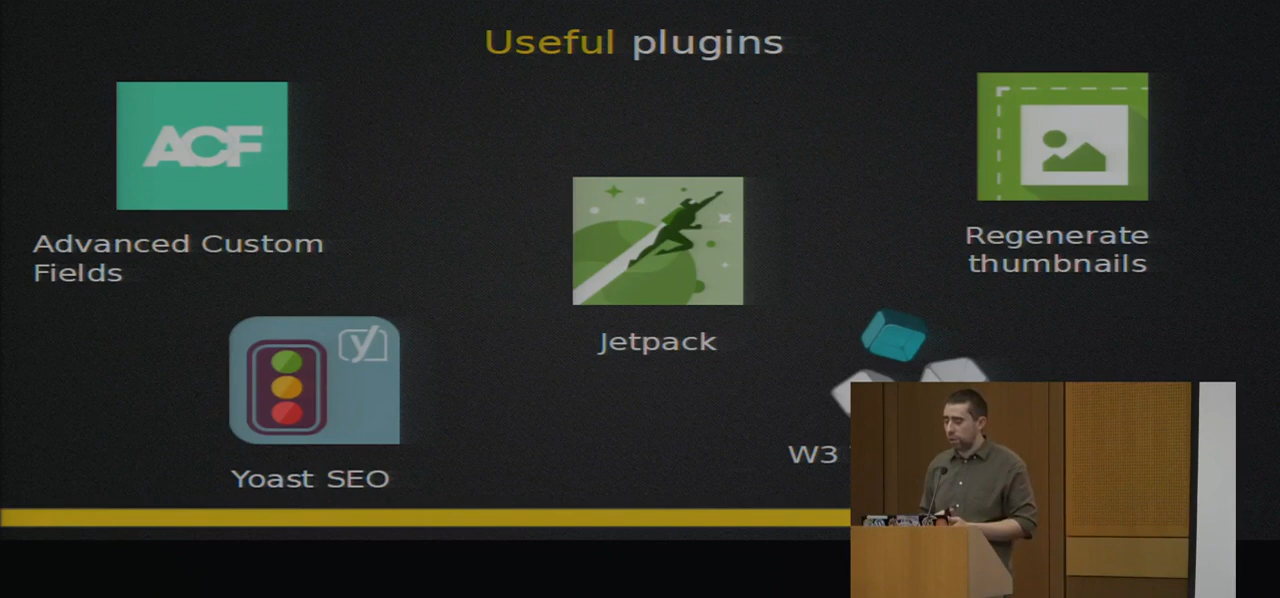 Useful plugins
ACF
Advanced Custom
Fields
Jetpack
Regenerate
thumbnails
y
Yoast SEO
W3